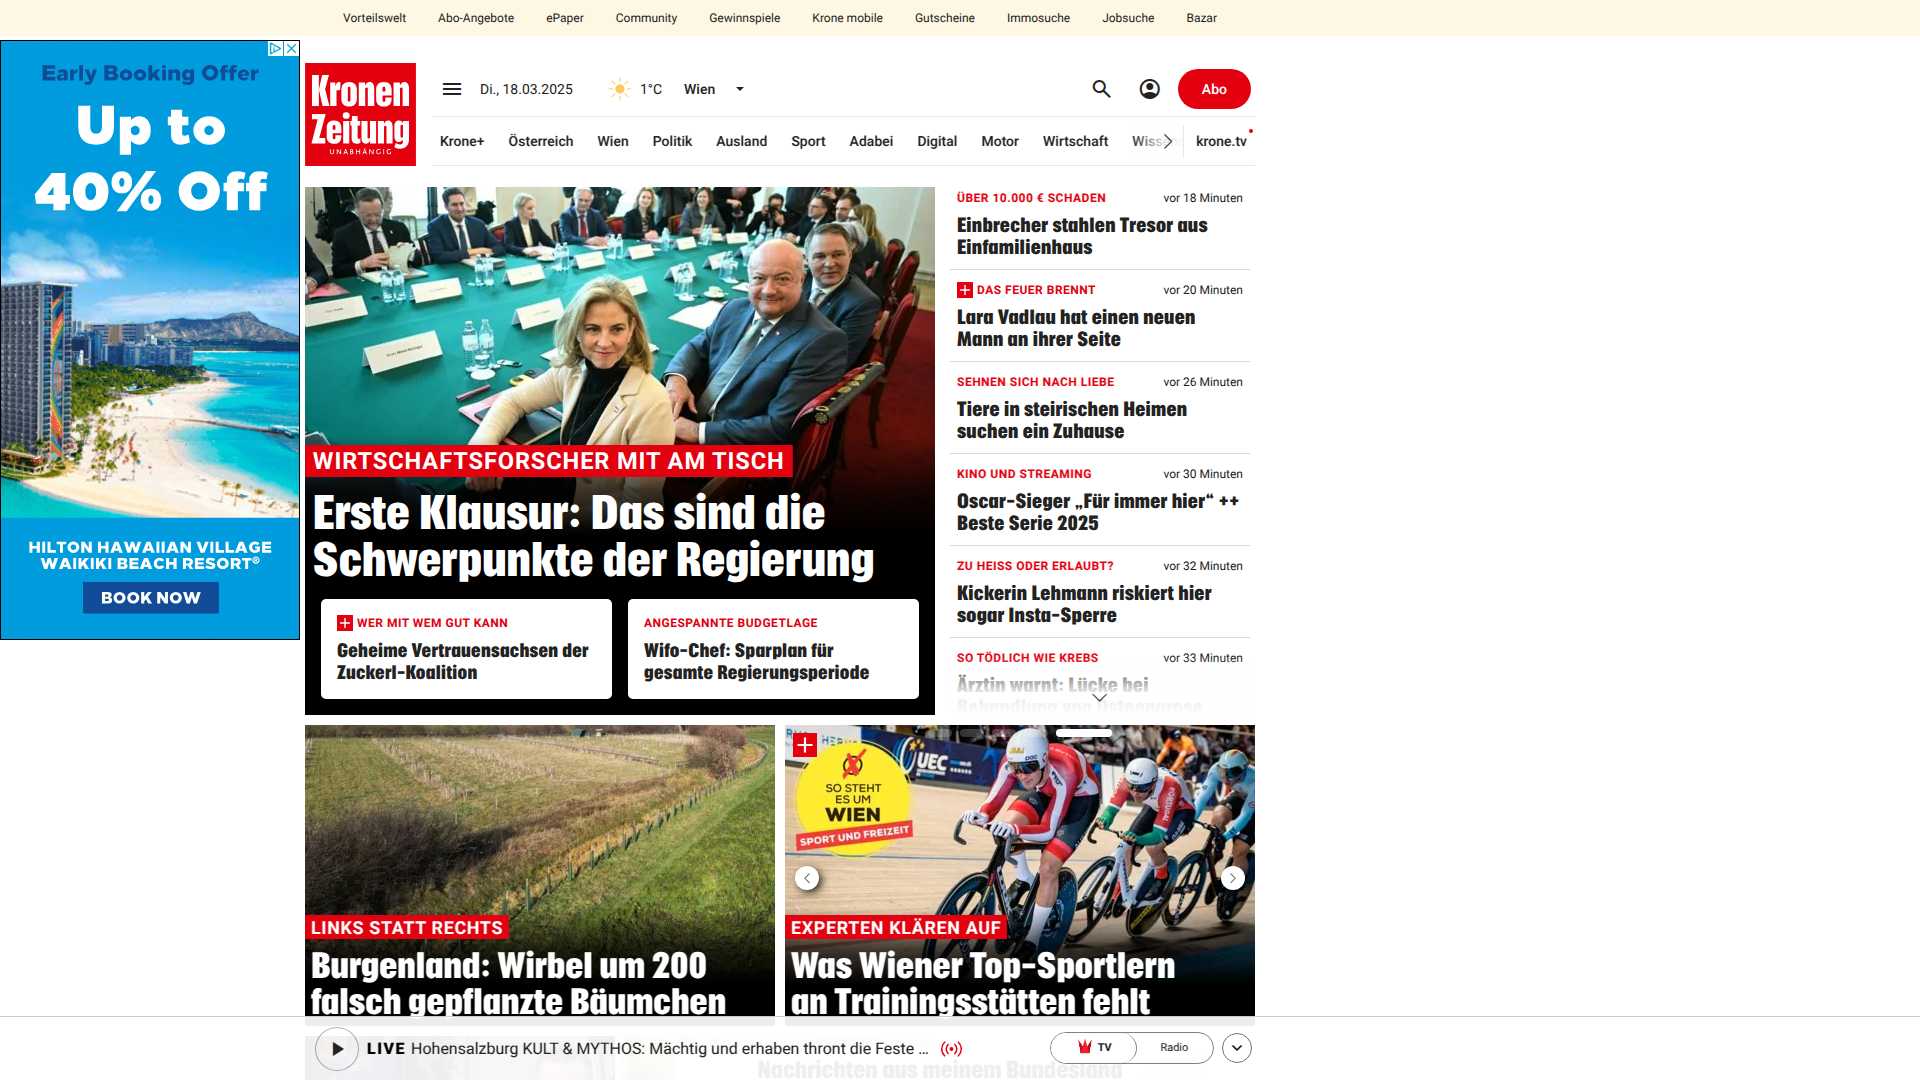 Vorteilswelt Abo-Angebote ePaper Community Gewinnspiele Krone mobile Gutscheine Immosuche Jobsuche Bazar
Early Booking Offer
Up to
40% Off
HILTON HAWAIIAN VILLAGE
WAIKIKI BEACH RESORT®
BOOK NOW
Kronen
Zeitung
UNABHÄNGIG
Di., 18.03.2025 1°C Wien
Abo
Krone+ Österreich Wien Politik Ausland Sport Adabei Digital Motor Wirtschaft krone.tv
WIRTSCHAFTSFORSCHER MIT AM TISCH
Erste Klausur: Das sind die
Schwerpunkte der Regierung
WER MIT WEM GUT KANN
Geheime Vertrauensachsen der
Zuckerl-Koalition
ANGESPANNTE BUDGETLAGE
Wifo-Chef: Sparplan für
gesamte Regierungsperiode
ÜBER 10.000 € SCHADEN vor 18 Minuten
Einbrecher stahlen Tresor aus
Einfamilienhaus
DAS FEUER BRENNT vor 20 Minuten
Lara Vadlau hat einen neuen
Mann an ihrer Seite
SEHNEN SICH NACH LIEBE vor 26 Minuten
Tiere in steirischen Heimen
suchen ein Zuhause
KINO UND STREAMING vor 30 Minuten
Oscar-Sieger „Für immer hier“ ++
Beste Serie 2025
ZU HEISS ODER ERLAUBT? vor 32 Minuten
Kickerin Lehmann riskiert hier
sogar Insta-Sperre
SO TÖDLICH WIE KREBS vor 33 Minuten
Ärztin warnt: Lücke bei
Behandlung von Osteoporose
LINKS STATT RECHTS
Burgenland: Wirbel um 200
falsch gepflanzte Bäumchen
UEC
SO STEHT
ES UM
WIEN
SPORT UND FREIZEIT
EXPERTEN KLÄREN AUF
Was Wiener Top-Sportlern
an Trainingsstätten fehlt
LIVE Hohensalzburg KULT & MYTHOS: Mächtig und erhaben thront die Feste ...
TV Radio
Nachrichten aus meinem Bundesland